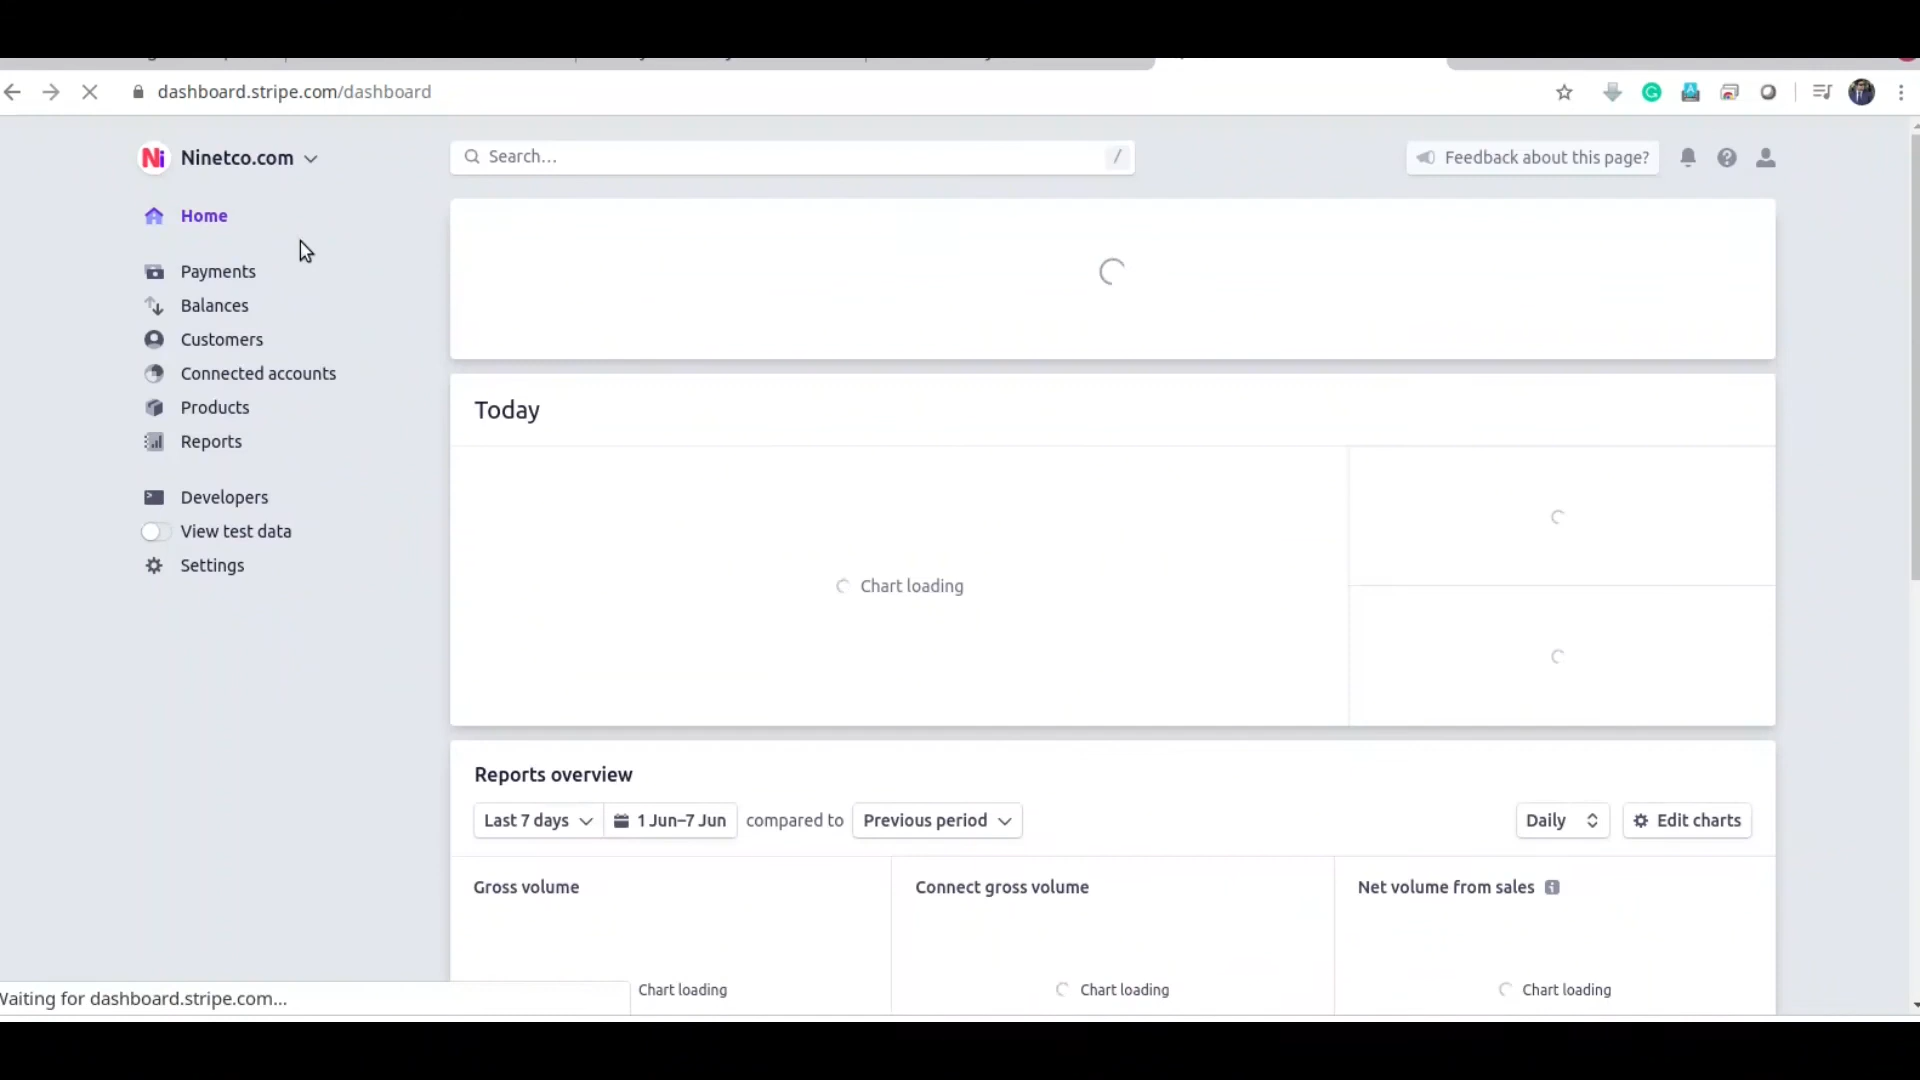 dashboard.stripe.com/dashboard
Ni Ninetco.com
Search... /
Feedback about this page?
Home
Payments
Balances
Customers
Connected accounts
Products
Reports
Developers
View test data
Settings
Today
Chart loading
Reports overview
Last 7 days 1 Jun–7 Jun compared to Previous period Daily Edit charts
Gross volume Connect gross volume Net volume from sales
Chart loading Chart loading Chart loading
Waiting for dashboard.stripe.com...